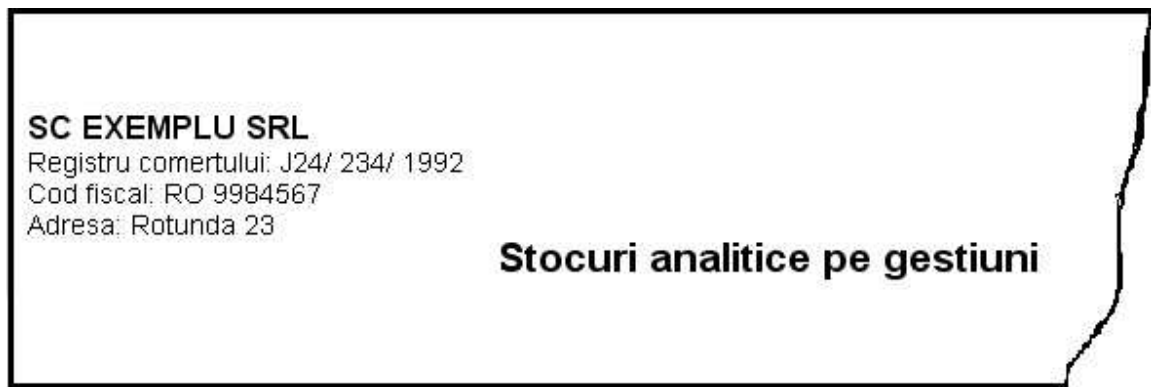 SC EXEMPLU SRL
Registru comertului: J24/ 234/ 1992
Cod fiscal: RO 9984567
Adresa: Rotunda 23
Stocuri analitice pe gestiuni